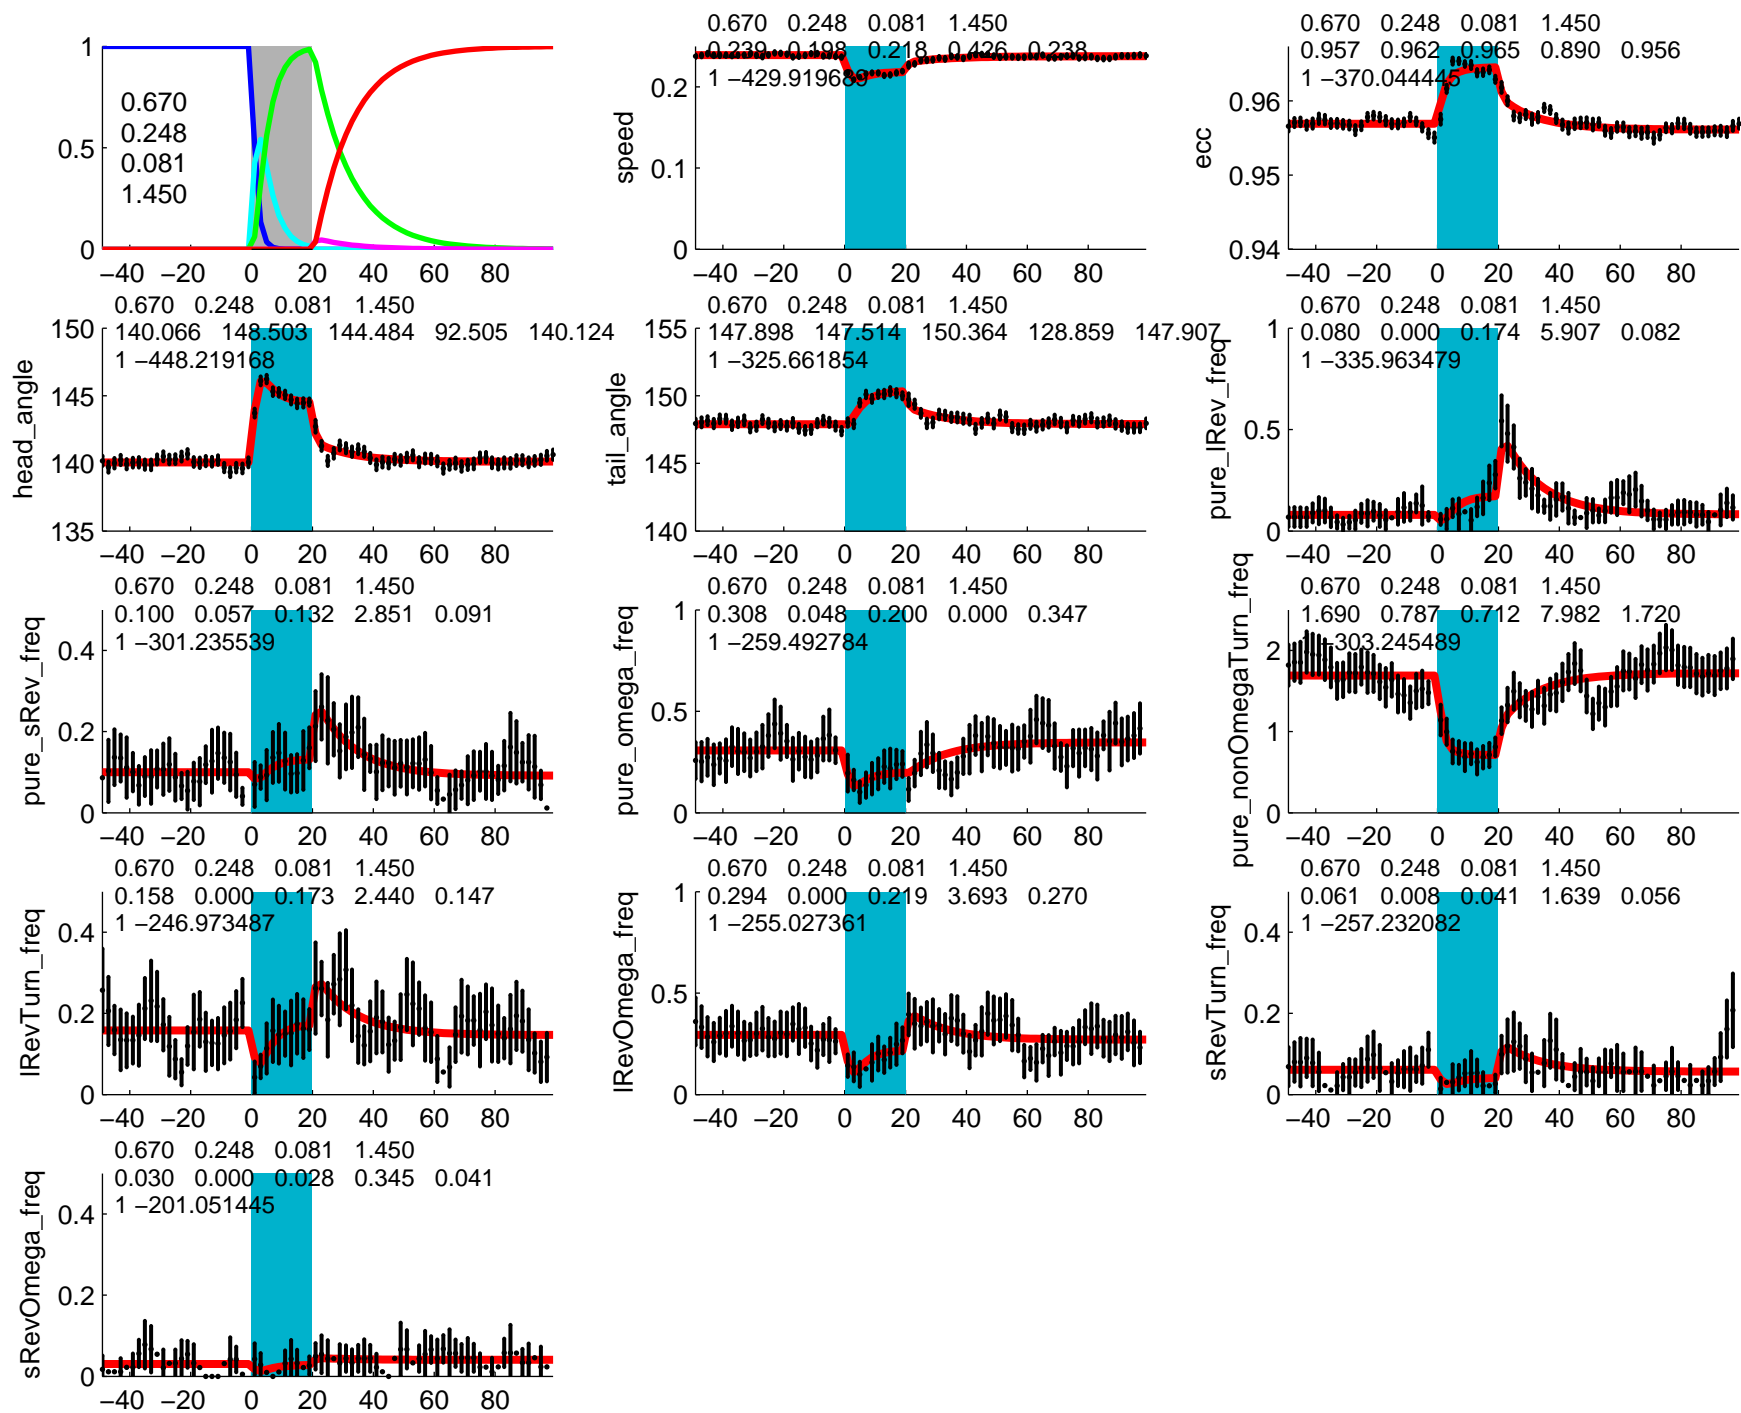 1
0.5
0
0.670
0.248
0.081
1.450
−40 −20 0 20 40 60 80
0.670 0.248 0.081 1.450
0.239 0.198 0.218 0.426 0.238
1 −429.919689
speed
0.2
0.1
0
−40 −20 0 20 40 60 80
0.670 0.248 0.081 1.450
0.957 0.962 0.965 0.890 0.956
1 −370.044445
ecc
0.96
0.95
0.94
−40 −20 0 20 40 60 80
0.670 0.248 0.081 1.450
140.066 148.503 144.484 92.505 140.124
1 −448.219168
head_angle
150
145
140
135
−40 −20 0 20 40 60 80
0.670 0.248 0.081 1.450
147.898 147.514 150.364 128.859 147.907
1 −325.661854
tail_angle
155
150
145
140
−40 −20 0 20 40 60 80
0.670 0.248 0.081 1.450
0.080 0.000 0.174 5.907 0.082
1 −335.963479
pure_lRev_freq
1
0.5
0
−40 −20 0 20 40 60 80
0.670 0.248 0.081 1.450
0.100 0.057 0.132 2.851 0.091
1 −301.235539
pure_sRev_freq
0.4
0.2
0
−40 −20 0 20 40 60 80
0.670 0.248 0.081 1.450
0.308 0.048 0.200 0.000 0.347
1 −259.492784
pure_omega_freq
1
0.5
0
−40 −20 0 20 40 60 80
0.670 0.248 0.081 1.450
1.690 0.787 0.712 7.982 1.720
1 −303.245489
pure_nonOmegaTurn_freq
2
1
0
−40 −20 0 20 40 60 80
0.670 0.248 0.081 1.450
0.158 0.000 0.173 2.440 0.147
1 −246.973487
lRevTurn_freq
0.4
0.2
0
−40 −20 0 20 40 60 80
0.670 0.248 0.081 1.450
0.294 0.000 0.219 3.693 0.270
1 −255.027361
lRevOmega_freq
1
0.5
0
−40 −20 0 20 40 60 80
0.670 0.248 0.081 1.450
0.061 0.008 0.041 1.639 0.056
1 −257.232082
sRevTurn_freq
0.4
0.2
0
−40 −20 0 20 40 60 80
0.670 0.248 0.081 1.450
0.030 0.000 0.028 0.345 0.041
1 −201.051445
sRevOmega_freq
0.4
0.2
0
−40 −20 0 20 40 60 80